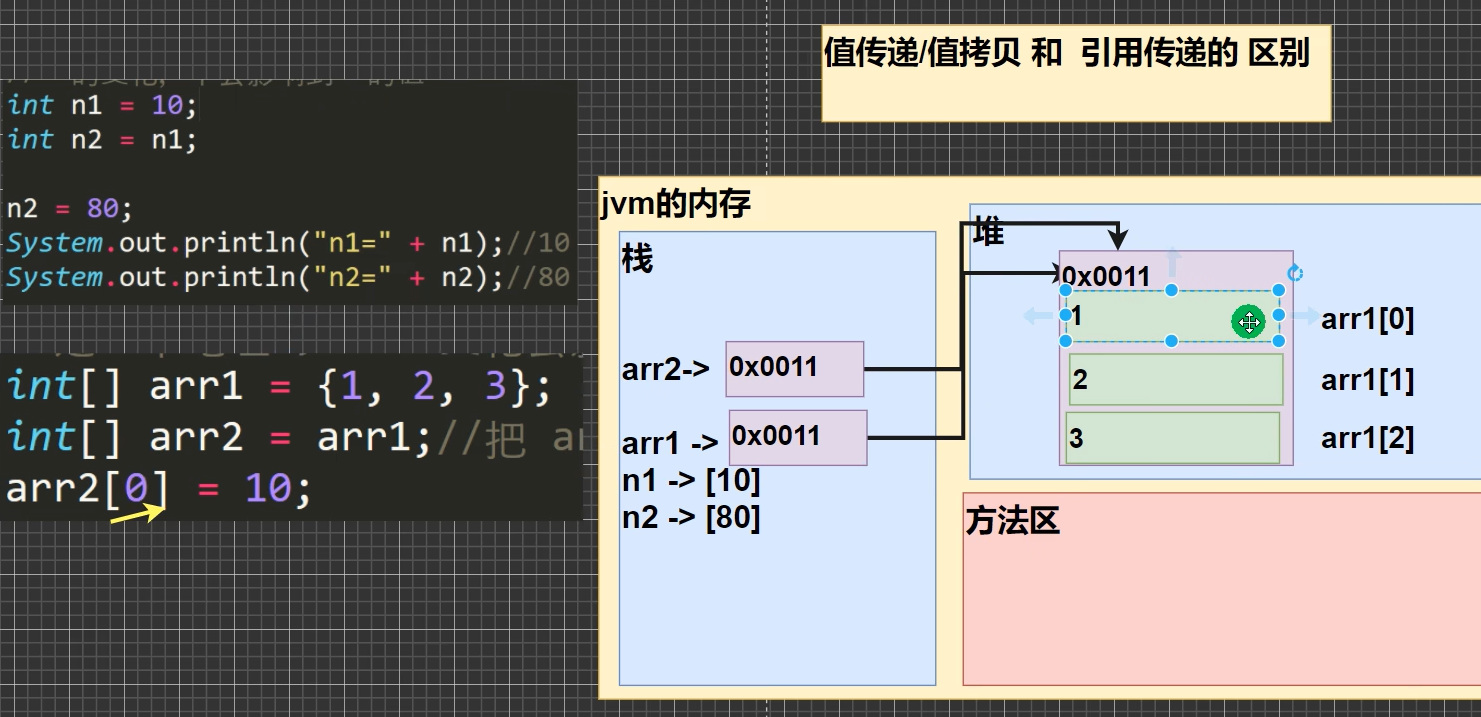 值传递/值拷贝 和 引用传递的 区别
int n1 = 10;
int n2 = n1;
n2 = 80;
System.out.println("n1=" + n1);//10
System.out.println("n2=" + n2);//80
int[] arr1 = {1, 2, 3};
int[] arr2 = arr1;//把
arr2[0] = 10;
jvm的内存
栈
arr2-> 0x0011
arr1 -> 0x0011
n1 -> [10]
n2 -> [80]
堆
0x0011
1 arr1[0]
2 arr1[1]
3 arr1[2]
方法区